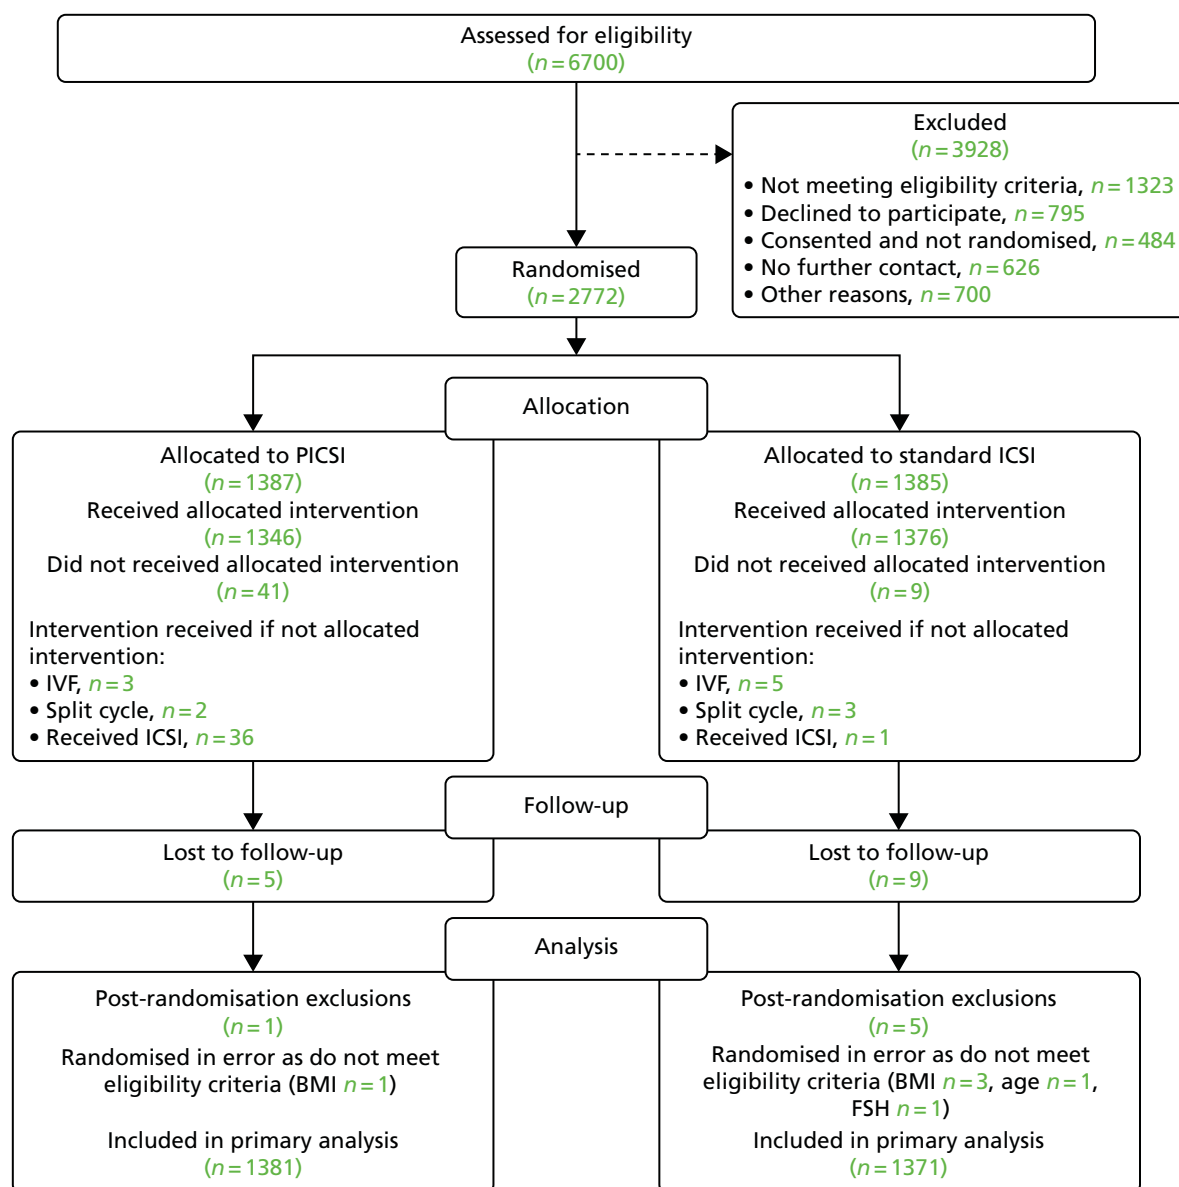 Assessed for eligibility
(n=6700)
Excluded
(n=3928)
• Not meeting eligibility criteria, n=1323
• Declined to participate, n=795
• Consented and not randomised, n=484
• No further contact, n=626
• Other reasons, n=700
Randomised
(n=2772)
Allocation
Allocated to PICSI
(n=1387)
Received allocated intervention
(n=1346)
Did not received allocated intervention
(n=41)
Intervention received if not allocated
intervention:
• IVF, n=3
• Split cycle, n=2
• Received ICSI, n=36
Allocated to standard ICSI
(n=1385)
Received allocated intervention
(n=1376)
Did not received allocated intervention
(n=9)
Intervention received if not allocated
intervention:
• IVF, n=5
• Split cycle, n=3
• Received ICSI, n=1
Follow-up
Lost to follow-up
(n=5)
Lost to follow-up
(n=9)
Analysis
Post-randomisation exclusions
(n=1)
Randomised in error as do not meet
eligibility criteria (BMI n=1)
Included in primary analysis
(n=1381)
Post-randomisation exclusions
(n=5)
Randomised in error as do not meet
eligibility criteria (BMI n=3, age n=1,
FSH n=1)
Included in primary analysis
(n=1371)